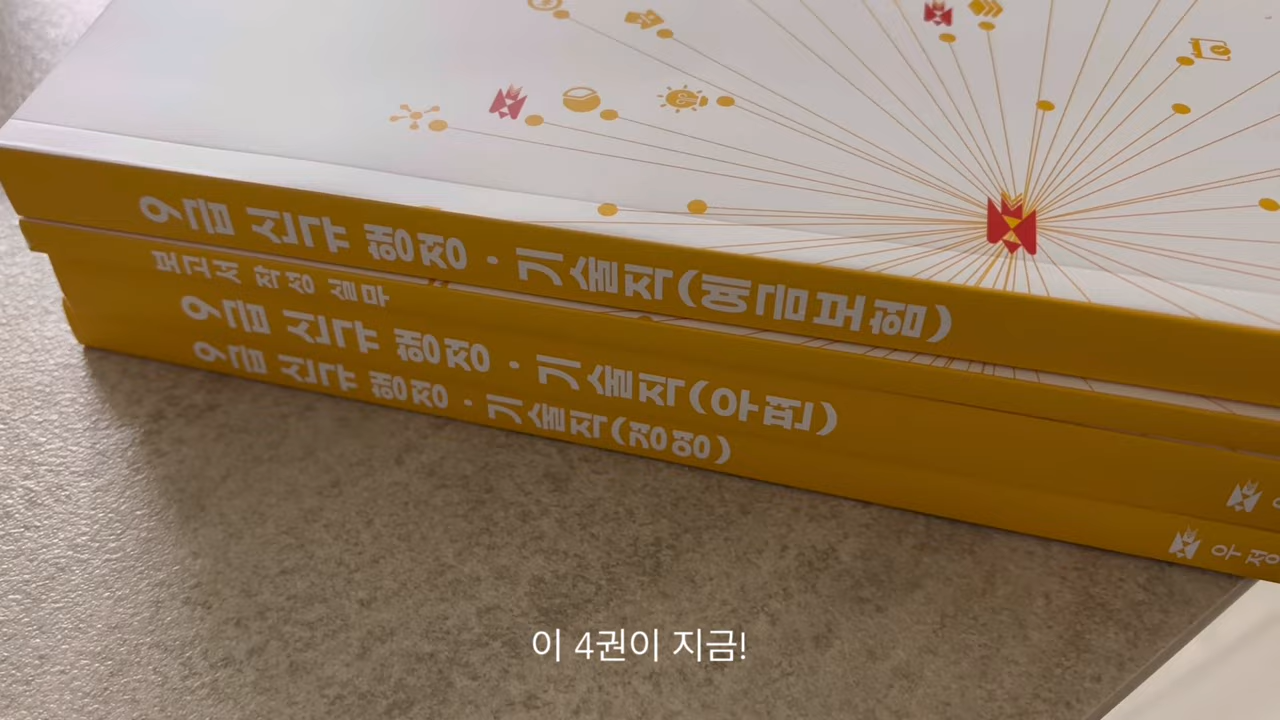 9급 신규 행정·기술직(예금보험)
보고서 작성 실무
9급 신규 행정·기술직(우편)
9급 신규 행정·기술직(경영)
우정
이 4권이 지금!